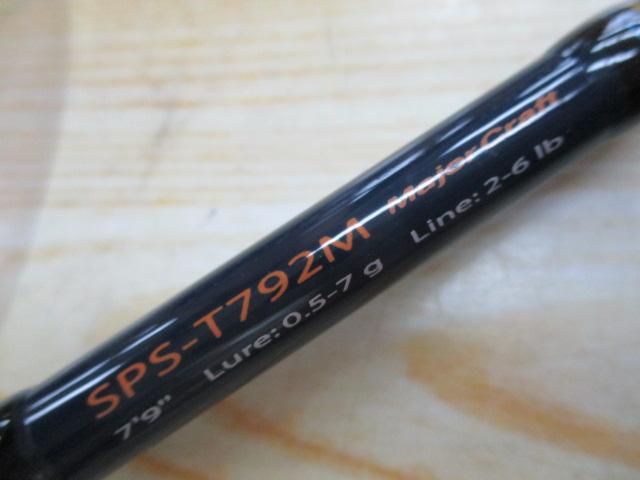 SPS-T792M MajorCraft
7'9" Lure: 0.5-7 g Line: 2-6 lb